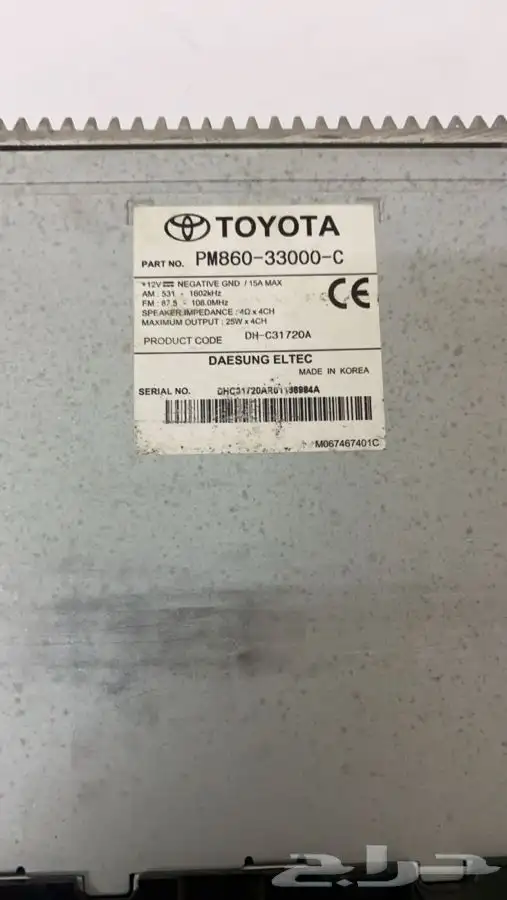 TOYOTA
PART NO. PM860-33000-C
+12V NEGATIVE GND / 15A MAX
AM : 531 - 1602kHz
FM : 87.5 - 108.0MHz
SPEAKER IMPEDANCE : 4Ω x 4CH
MAXIMUM OUTPUT : 25W x 4CH
CE
PRODUCT CODE DH-C31720A
DAESUNG ELTEC
MADE IN KOREA
SERIAL NO.
M067467401C
حراج